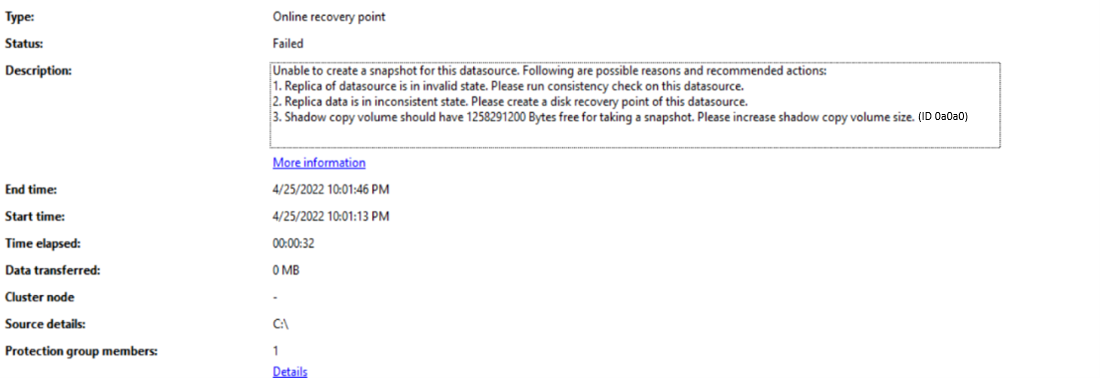 Type: Online recovery point
Status: Failed
Description: Unable to create a snapshot for this datasource. Following are possible reasons and recommended actions:
1. Replica of datasource is in invalid state. Please run consistency check on this datasource.
2. Replica data is in inconsistent state. Please create a disk recovery point of this datasource.
3. Shadow copy volume should have 1258291200 Bytes free for taking a snapshot. Please increase shadow copy volume size. (ID 0a0a0)
More information
End time: 4/25/2022 10:01:46 PM
Start time: 4/25/2022 10:01:13 PM
Time elapsed: 00:00:32
Data transferred: 0 MB
Cluster node -
Source details: C:\
Protection group members: 1
Details